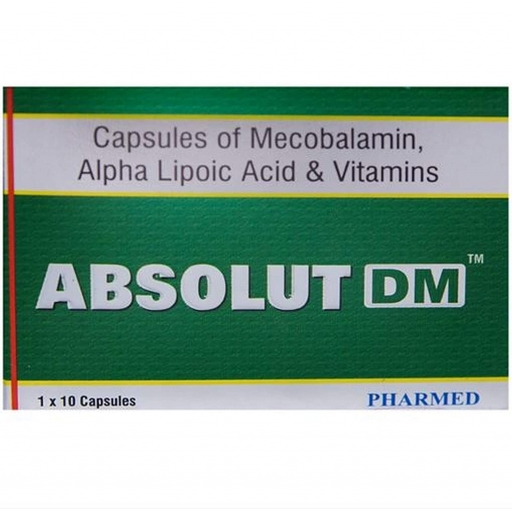 Capsules of Mecobalamin,
Alpha Lipoic Acid & Vitamins
ABSOLUT DM™
1 x 10 Capsules
PHARMED